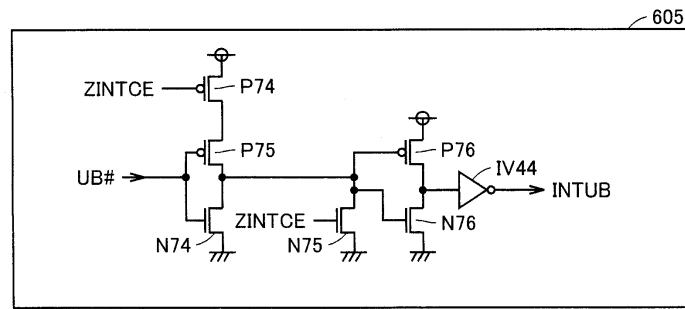 605
ZINTCE
P74
P75
P76
IV44
UB#
INTUB
ZINTCE
N74
N75
N76